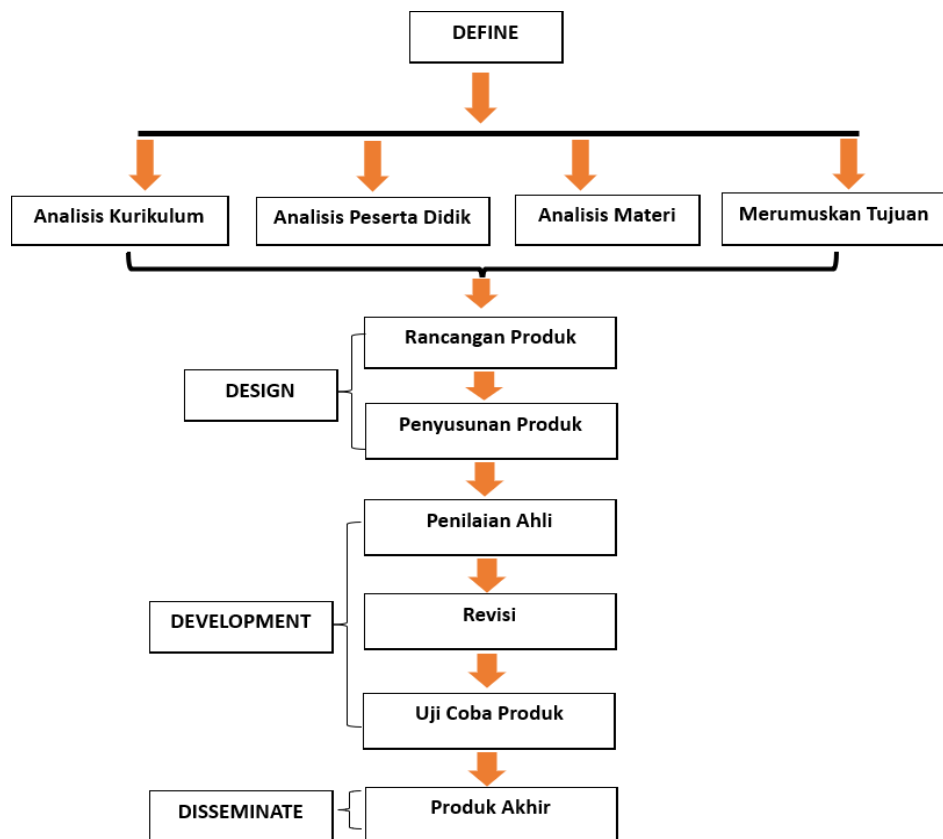 DEFINE
Analisis Kurikulum
Analisis Peserta Didik
Analisis Materi
Merumuskan Tujuan
Rancangan Produk
DESIGN
Penyusunan Produk
Penilaian Ahli
DEVELOPMENT
Revisi
Uji Coba Produk
DISSEMINATE
Produk Akhir